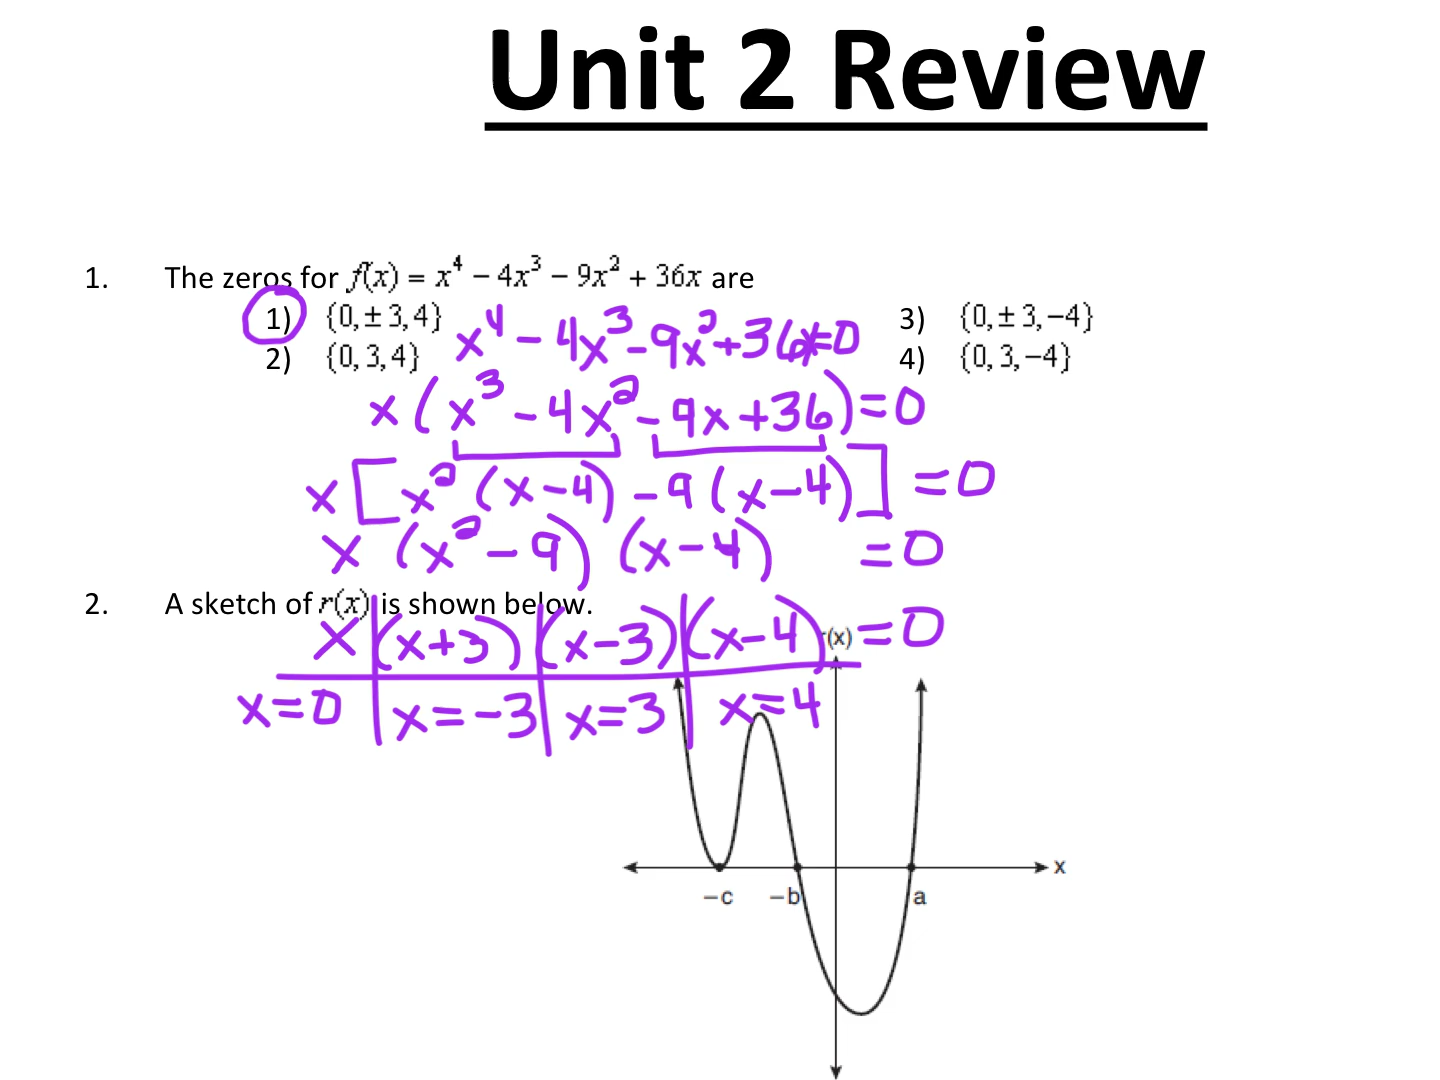 Unit 2 Review
1. The zeros for f(x) = x⁴ − 4x³ − 9x² + 36x are
1) {0, ± 3, 4} 3) {0, ± 3, −4}
2) {0, 3, 4} 4) {0, 3, −4}
x⁴ − 4x³ − 9x² + 36x = 0
x(x³ − 4x² − 9x + 36) = 0
x[x²(x−4) − 9(x−4)] = 0
x (x² − 9) (x − 4) = 0
2. A sketch of r(x) is shown below.
x (x+3) (x−3) (x−4) = 0
(x)
x=0 x=−3 x=3 x=4
x
−c −b a